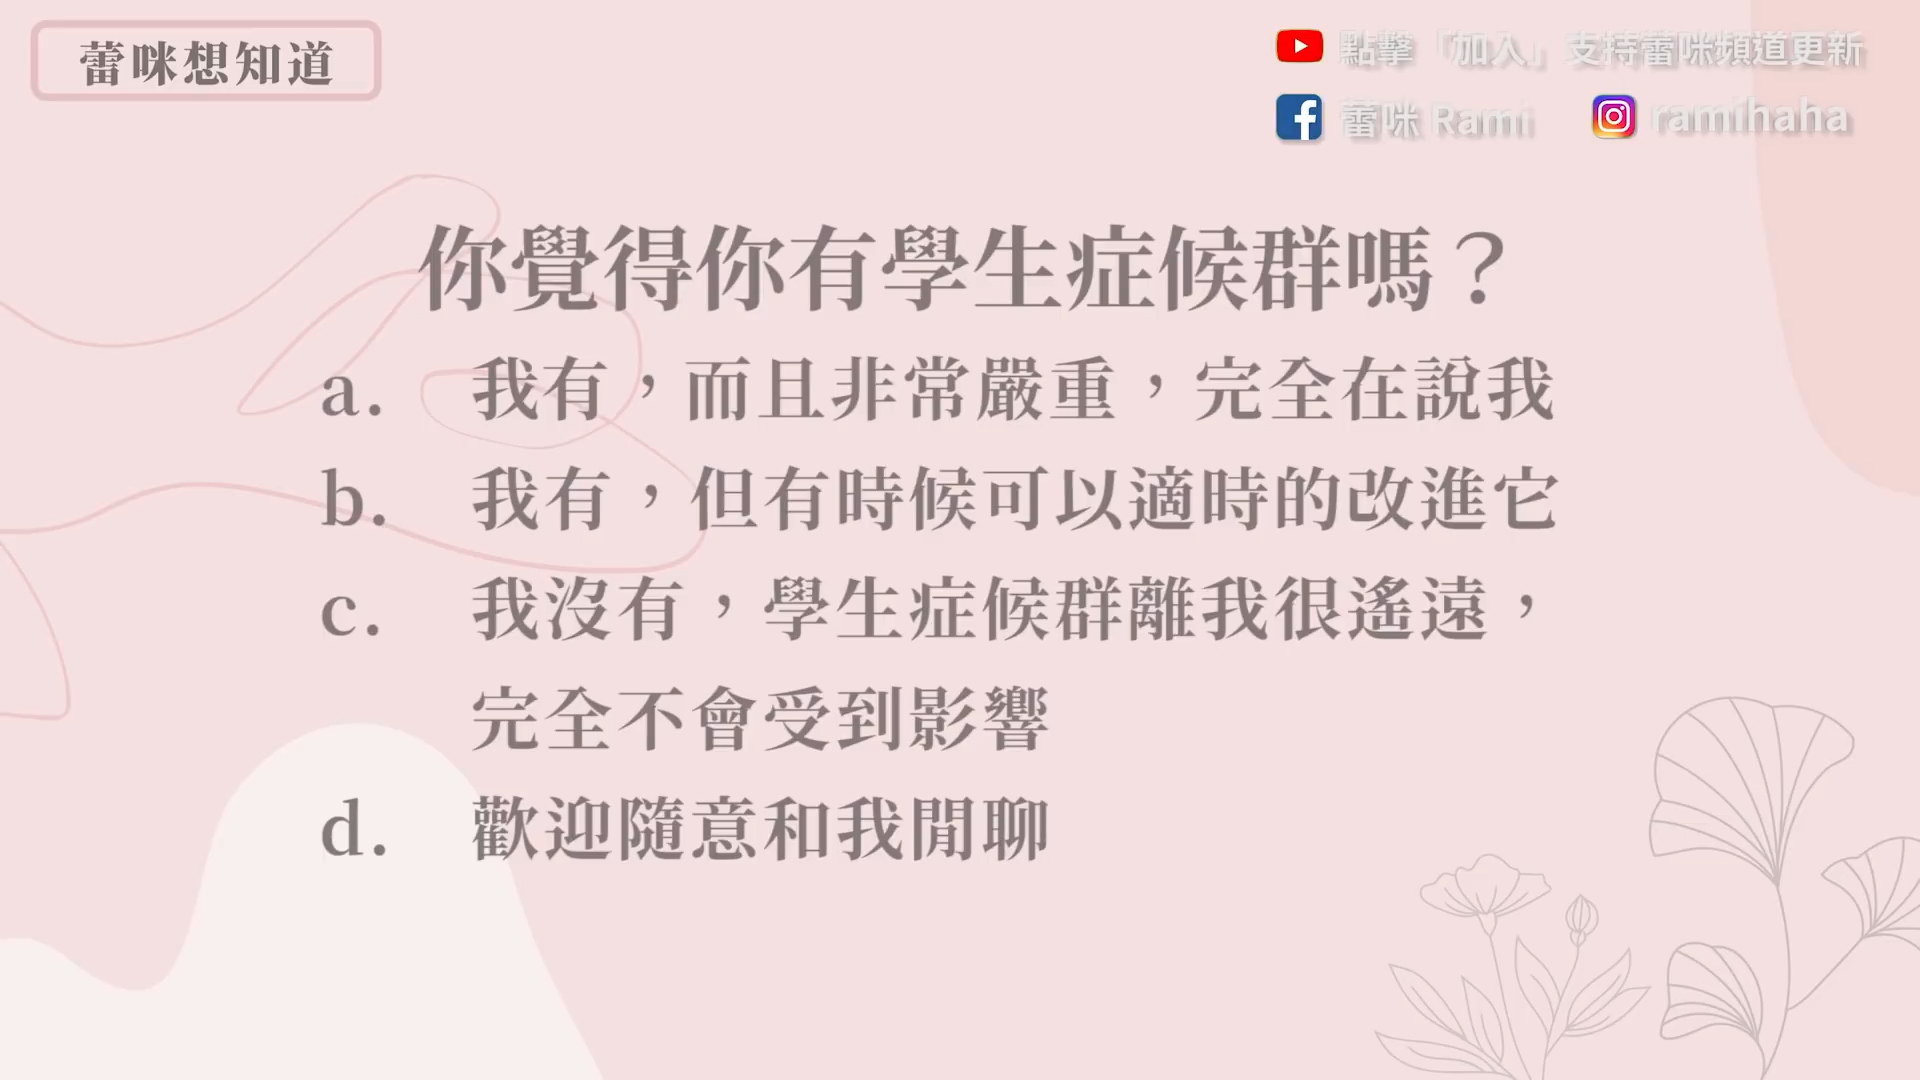 蕾咪想知道
點擊「加入」支持蕾咪頻道更新
蕾咪 Rami
ramihaha
你覺得你有學生症候群嗎？
a. 我有，而且非常嚴重，完全在說我
b. 我有，但有時候可以適時的改進它
c. 我沒有，學生症候群離我很遙遠，
完全不會受到影響
d. 歡迎隨意和我閒聊